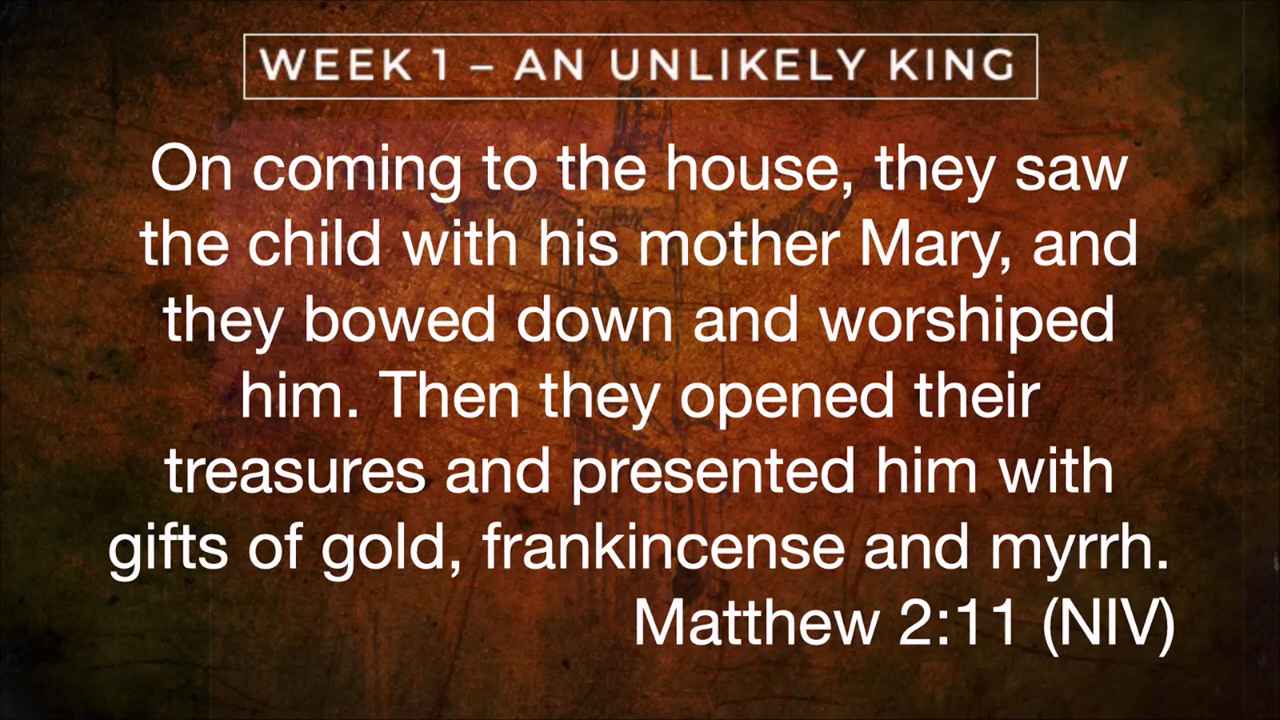 WEEK 1 – AN UNLIKELY KING
On coming to the house, they saw
the child with his mother Mary, and
they bowed down and worshiped
him. Then they opened their
treasures and presented him with
gifts of gold, frankincense and myrrh.
Matthew 2:11 (NIV)